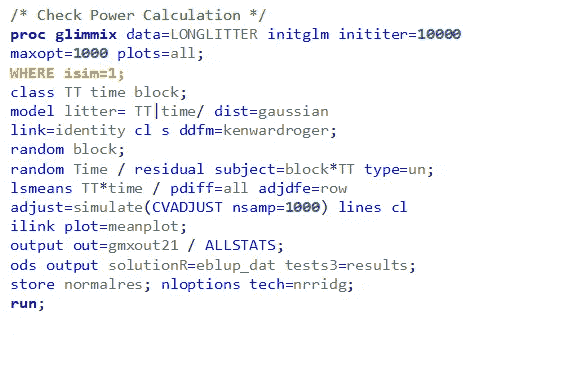 /* Check Power Calculation */
proc glimmix data=LONGLITTER initglm inititer=10000
maxopt=1000 plots=all;
WHERE isim=1;
class TT time block;
model litter= TT|time/ dist=gaussian
link=identity cl s ddfm=kenwardroger;
random block;
random Time / residual subject=block*TT type=un;
lsmeans TT*time / pdiff=all adjdfe=row
adjust=simulate(CVADJUST nsamp=1000) lines cl
ilink plot=meanplot;
output out=gmxout21 / ALLSTATS;
ods output solutionR=eblup_dat tests3=results;
store normalres; nloptions tech=nrridg;
run;